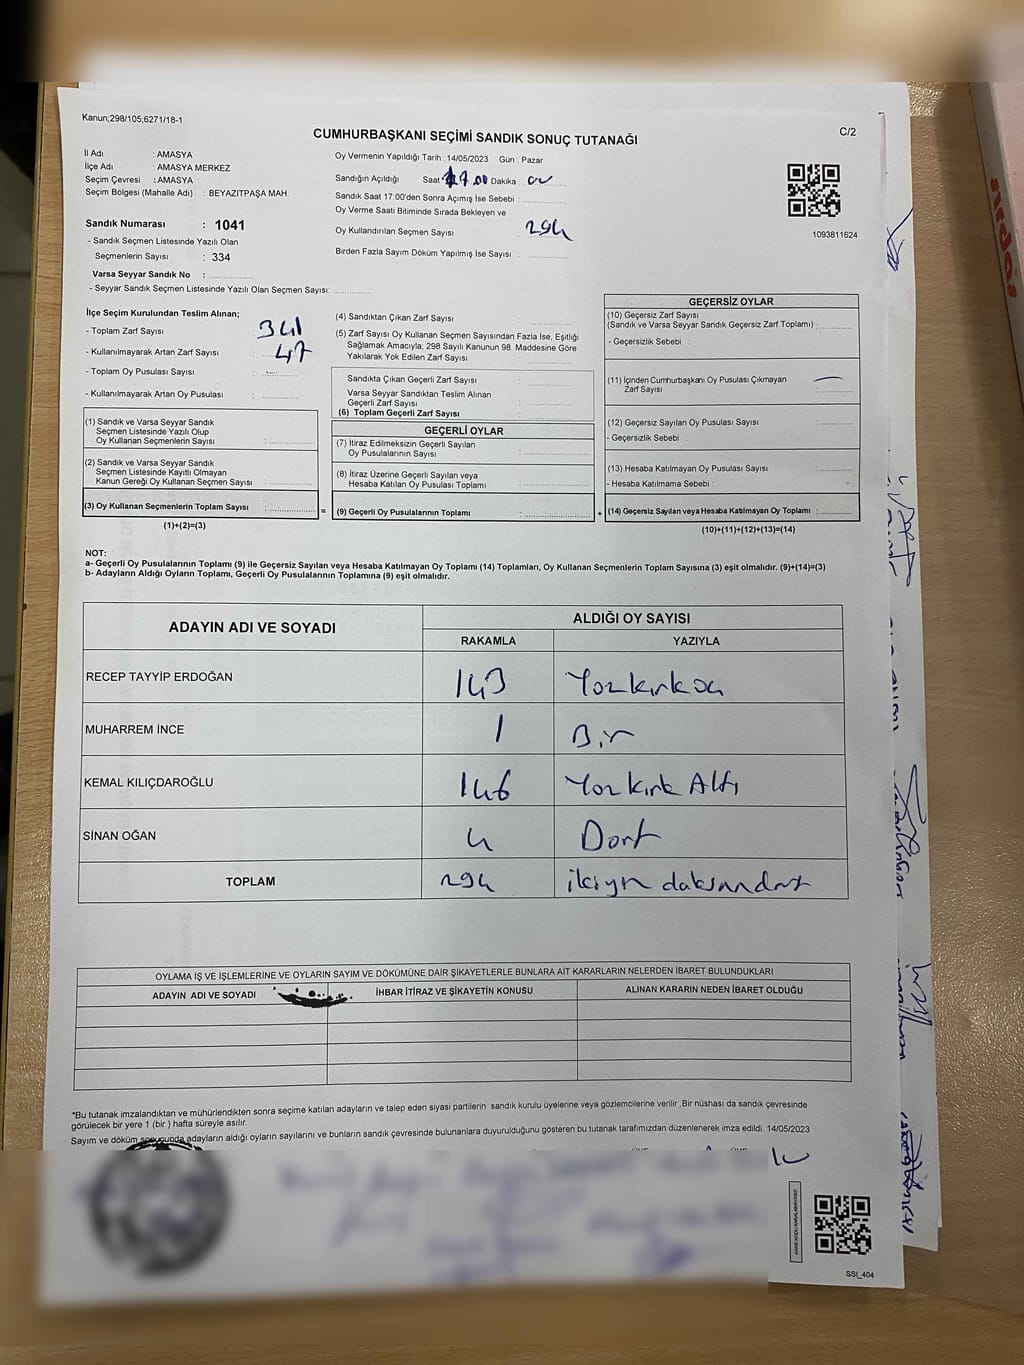 Kanun;298/105;6271/18-1
CUMHURBAŞKANI SEÇİMİ SANDIK SONUÇ TUTANAĞI
C/2
İl Adı : AMASYA
İlçe Adı : AMASYA MERKEZ
Seçim Çevresi : AMASYA
Seçim Bölgesi (Mahalle Adı) : BEYAZITPAŞA MAH.
Sandık Numarası : 1041
- Sandık Seçmen Listesinde Yazılı Olan
Seçmenlerin Sayısı : 334
Varsa Seyyar Sandık No :
- Seyyar Sandık Seçmen Listesinde Yazılı Olan Seçmen Sayısı:
Oy Vermenin Yapıldığı Tarih : 14/05/2023 Gün : Pazar
Sandığın Açıldığı Saat 17.00 Dakika : 00
Sandık Saat 17:00'den Sonra Açımış İse Sebebi :
Oy Verme Saati Bitiminde Sırada Bekleyen ve
Oy Kullandırılan Seçmen Sayısı 294
Birden Fazla Sayım Döküm Yapılmış İse Sayısı :
1093811624
İlçe Seçim Kurulundan Teslim Alınan;
- Toplam Zarf Sayısı : 341
- Kullanılmayarak Artan Zarf Sayısı : 47
- Toplam Oy Pusulası Sayısı :
- Kullanılmayarak Artan Oy Pusulası :
(1) Sandık ve Varsa Seyyar Sandık
Seçmen Listesinde Yazılı Olup
Oy Kullanan Seçmenlerin Sayısı :
(2) Sandık ve Varsa Seyyar Sandık
Seçmen Listesinde Kayıtlı Olmayan
Kanun Gereği Oy Kullanan Seçmen Sayısı :
(3) Oy Kullanan Seçmenlerin Toplam Sayısı :
(1)+(2)=(3)
(4) Sandıktan Çıkan Zarf Sayısı :
(5) Zarf Sayısı Oy Kullanan Seçmen Sayısından Fazla İse, Eşitliği
Sağlamak Amacıyla; 298 Sayılı Kanunun 98. Maddesine Göre
Yakılarak Yok Edilen Zarf Sayısı :
Sandıkta Çıkan Geçerli Zarf Sayısı :
Varsa Seyyar Sandıktan Teslim Alınan
Geçerli Zarf Sayısı :
(6) Toplam Geçerli Zarf Sayısı :
GEÇERLİ OYLAR
(7) İtiraz Edilmeksizin Geçerli Sayılan
Oy Pusulalarının Sayısı :
(8) İtiraz Üzerine Geçerli Sayılan veya
Hesaba Katılan Oy Pusulası Toplamı :
= (9) Geçerli Oy Pusulalarının Toplamı :
GEÇERSİZ OYLAR
(10) Geçersiz Zarf Sayısı
(Sandık ve Varsa Seyyar Sandık Geçersiz Zarf Toplamı) :
- Geçersizlik Sebebi :
(11) İçinden Cumhurbaşkanı Oy Pusulası Çıkmayan
Zarf Sayısı —
(12) Geçersiz Sayılan Oy Pusulası Sayısı :
- Geçersizlik Sebebi :
(13) Hesaba Katılmayan Oy Pusulası Sayısı :
- Hesaba Katılmama Sebebi :
+ (14) Geçersiz Sayılan veya Hesaba Katılmayan Oy Toplamı :
(10)+(11)+(12)+(13)=(14)
NOT:
a- Geçerli Oy Pusulalarının Toplamı (9) ile Geçersiz Sayılan veya Hesaba Katılmayan Oy Toplamı (14) Toplamları, Oy Kullanan Seçmenlerin Toplam Sayısına (3) eşit olmalıdır. (9)+(14)=(3)
b- Adayların Aldığı Oyların Toplamı, Geçerli Oy Pusulalarının Toplamına (9) eşit olmalıdır.
ADAYIN ADI VE SOYADI
ALDIĞI OY SAYISI
RAKAMLA YAZIYLA
RECEP TAYYİP ERDOĞAN 143
MUHARREM İNCE 1 Bir
KEMAL KILIÇDAROĞLU 146 Yozkırk Altı
SİNAN OĞAN 4 Dort
TOPLAM 294
OYLAMA İŞ VE İŞLEMLERİNE VE OYLARIN SAYIM VE DÖKÜMÜNE DAİR ŞİKAYETLERLE BUNLARA AİT KARARLARIN NELERDEN İBARET BULUNDUKLARI
ADAYIN ADI VE SOYADI İHBAR İTİRAZ VE ŞİKAYETİN KONUSU ALINAN KARARIN NEDEN İBARET OLDUĞU
*Bu tutanak imzalandıktan ve mühürlendikten sonra seçime katılan adayların ve talep eden siyasi partilerin sandık kurulu üyelerine veya gözlemcilerine verilir. Bir nüshası da sandık çevresinde
görülecek bir yere 1 (bir) hafta süreyle asılır.
Sayım ve döküm sonucunda adayların aldığı oyların sayılarını ve bunların sandık çevresinde bulunanlara duyurulduğunu gösteren bu tutanak tarafımızdan düzenlenerek imza edildi. 14/05/2023
SSI_404